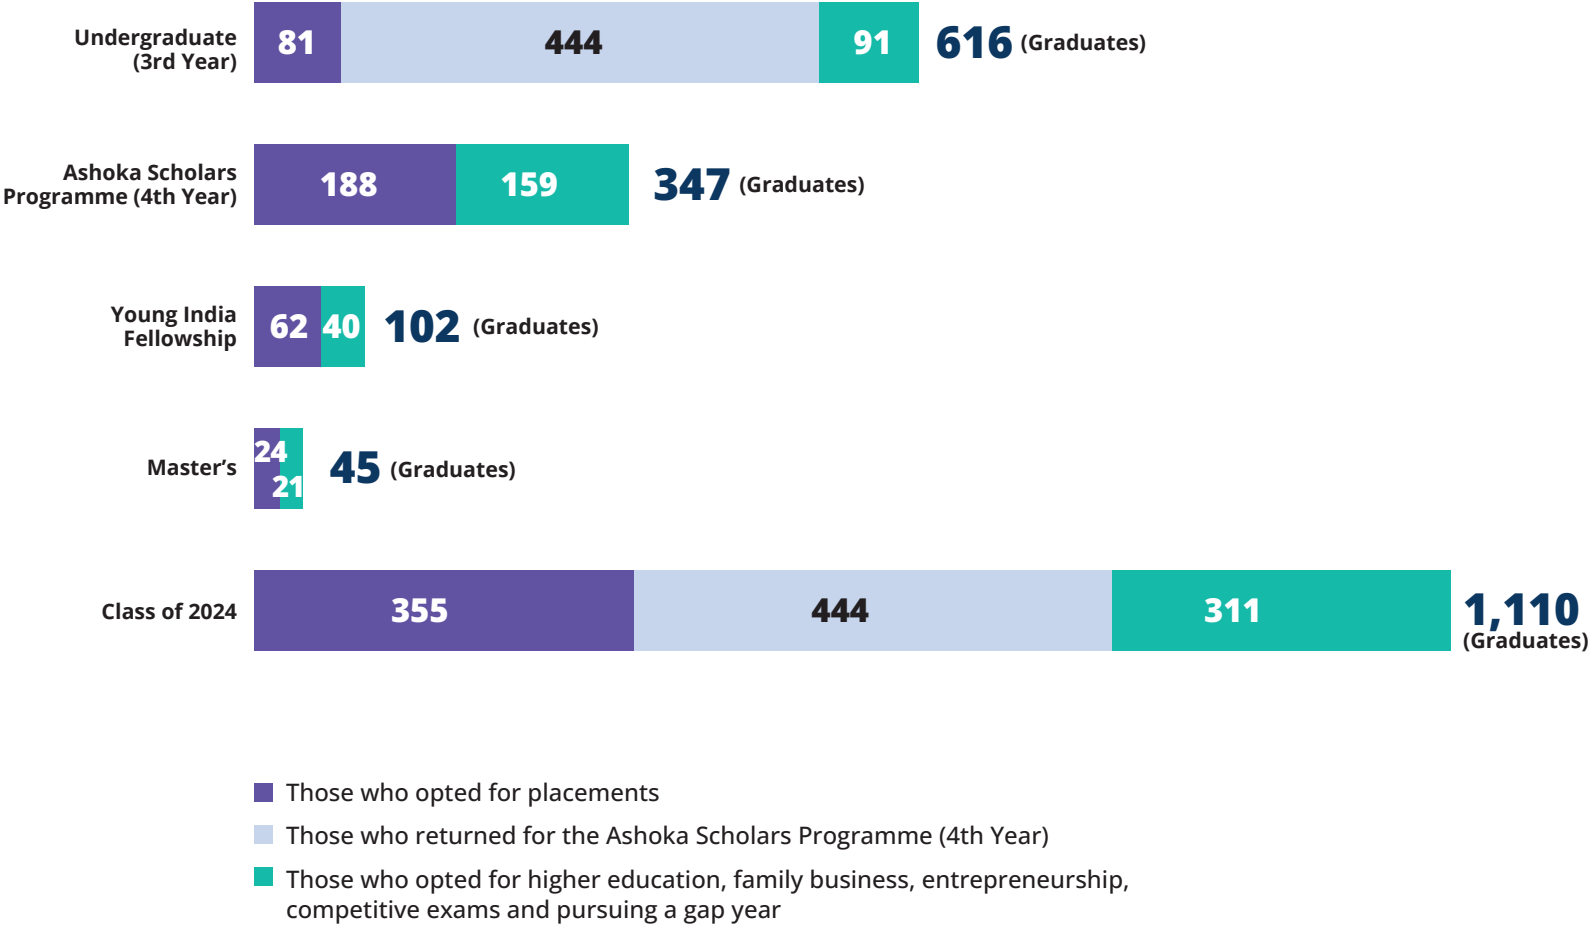 Undergraduate
(3rd Year)
81 444 91 616 (Graduates)
Ashoka Scholars
Programme (4th Year)
188 159 347 (Graduates)
Young India
Fellowship
62 40 102 (Graduates)
Master’s
24
21
45 (Graduates)
Class of 2024
355 444 311 1,110
(Graduates)
Those who opted for placements
Those who returned for the Ashoka Scholars Programme (4th Year)
Those who opted for higher education, family business, entrepreneurship,
competitive exams and pursuing a gap year